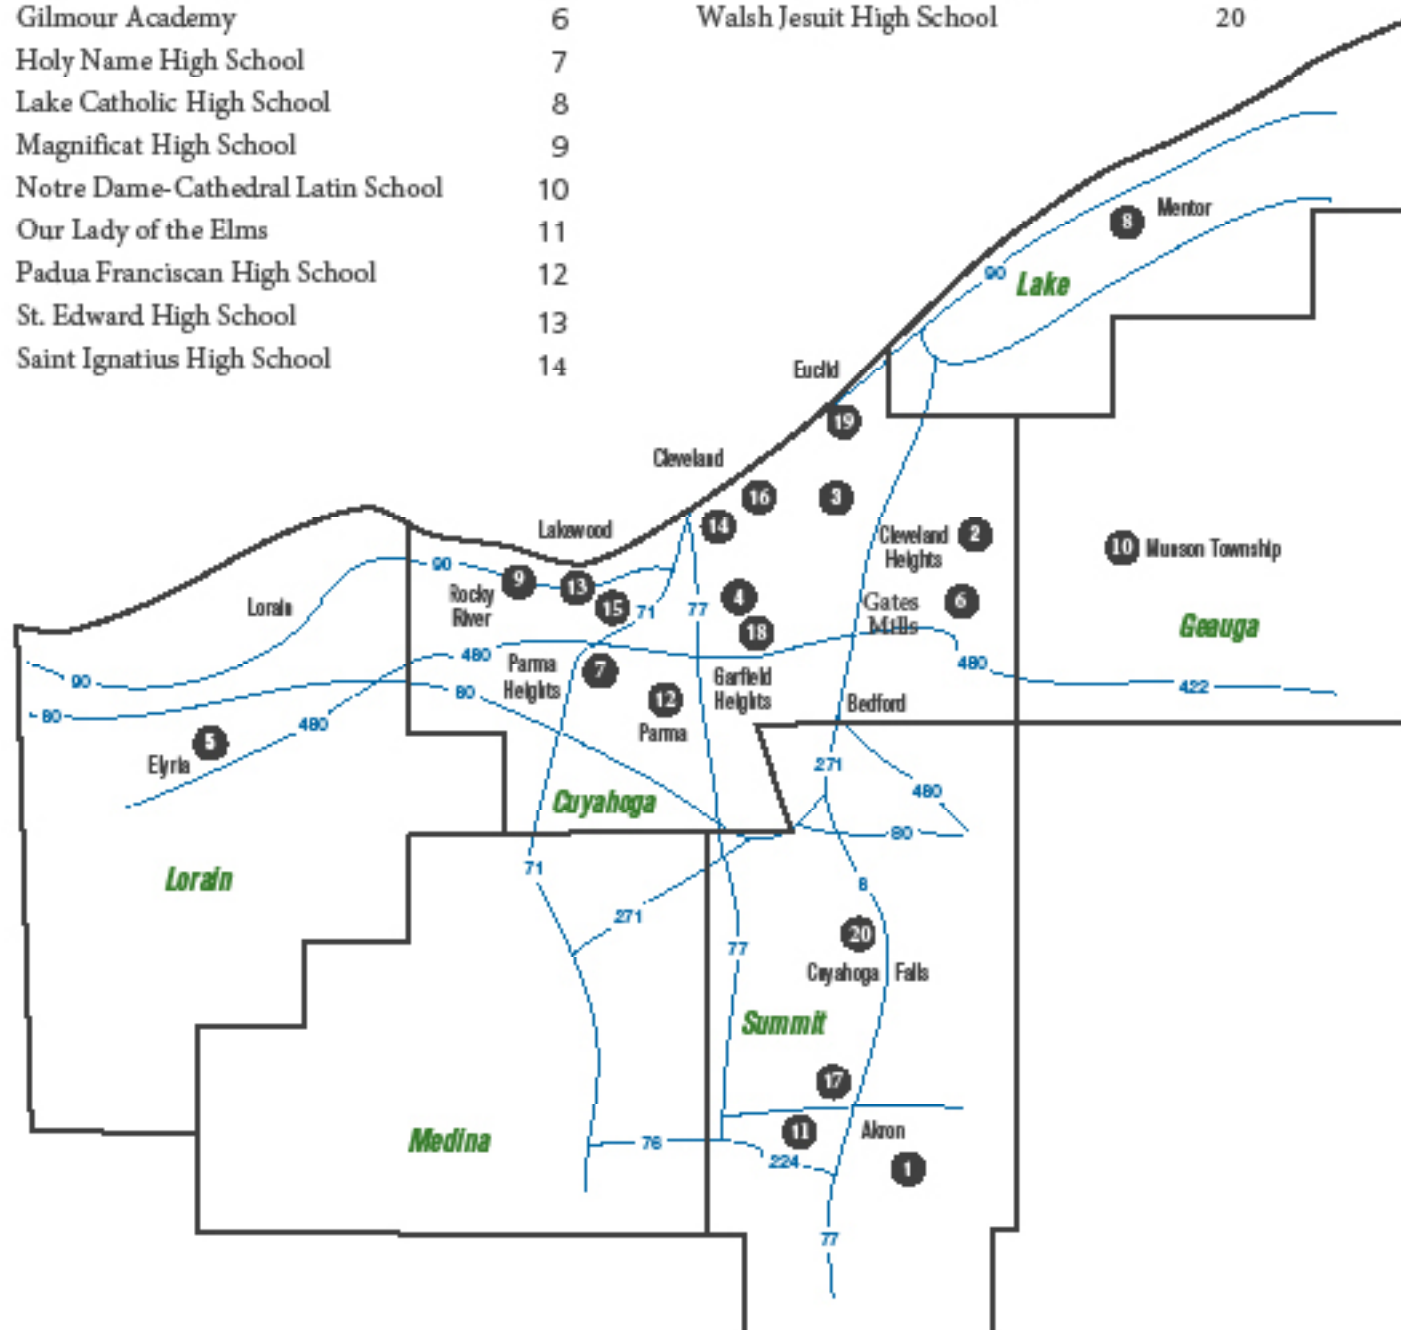 Gilmour Academy 6 Walsh Jesuit High School 20
Holy Name High School 7
Lake Catholic High School 8
Magnificat High School 9
Notre Dame-Cathedral Latin School 10
Our Lady of the Elms 11
Padua Franciscan High School 12
St. Edward High School 13
Saint Ignatius High School 14
8 Mentor
90
Lake
Euclid
19
Cleveland
16
3
14
Lakewood
Cleveland
Heights
2
10 Munson Township
90
9
13
15
Rocky
River
Lorain
71
77
4
18
Gates
Mills
6
Geauga
480
Parma
Heights
7
Garfield
Heights
480
90
80
422
12
Parma
Bedford
80
480
5
Elyria
271
480
Cuyahoga
80
71
Lorain
8
271
20
77
Cuyahoga Falls
Summit
17
11
Akron
Medina
76
224
1
77